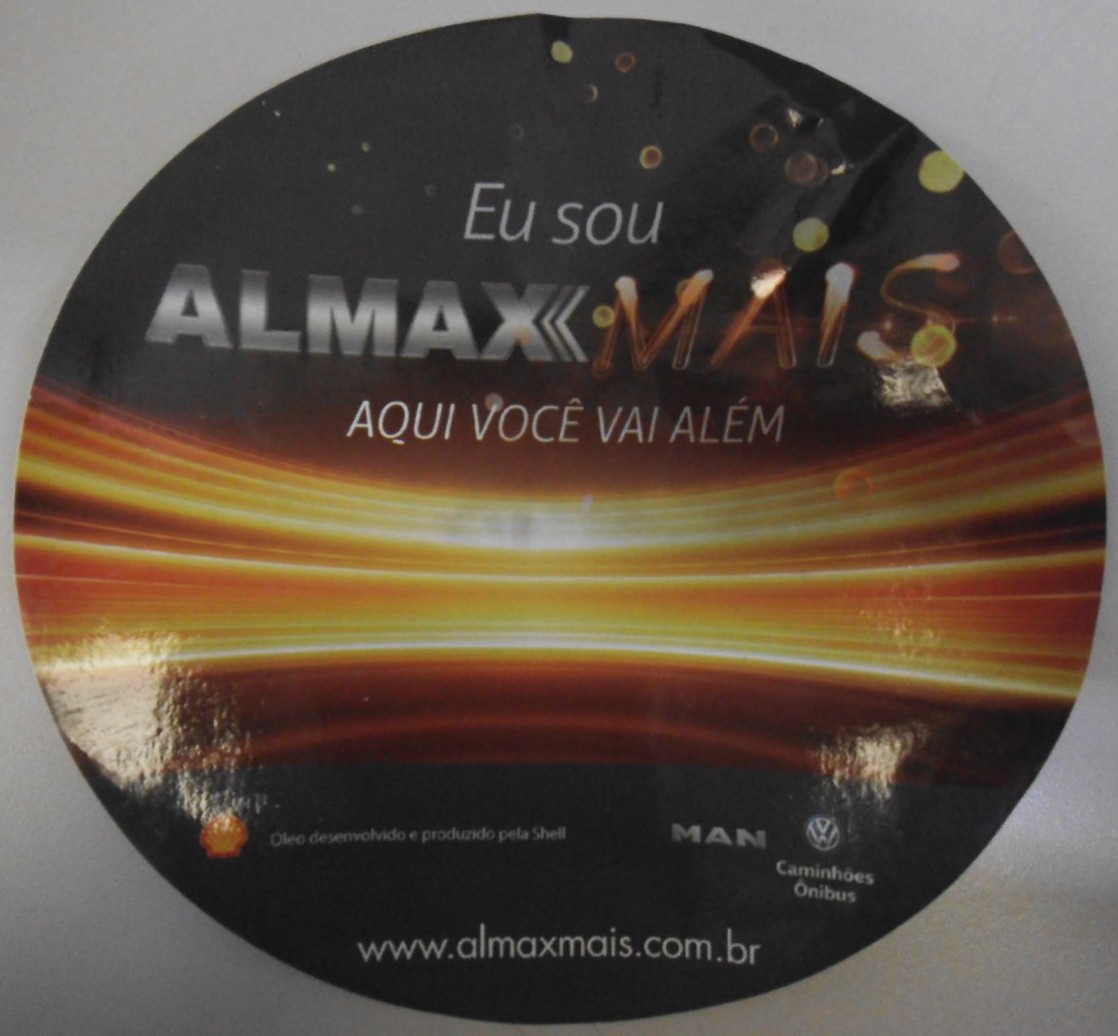 Eu sou
ALMAX MAIS
AQUI VOCÊ VAI ALÉM
Óleo desenvolvido e produzido pela Shell
MAN
Caminhões
Ônibus
www.almaxmais.com.br